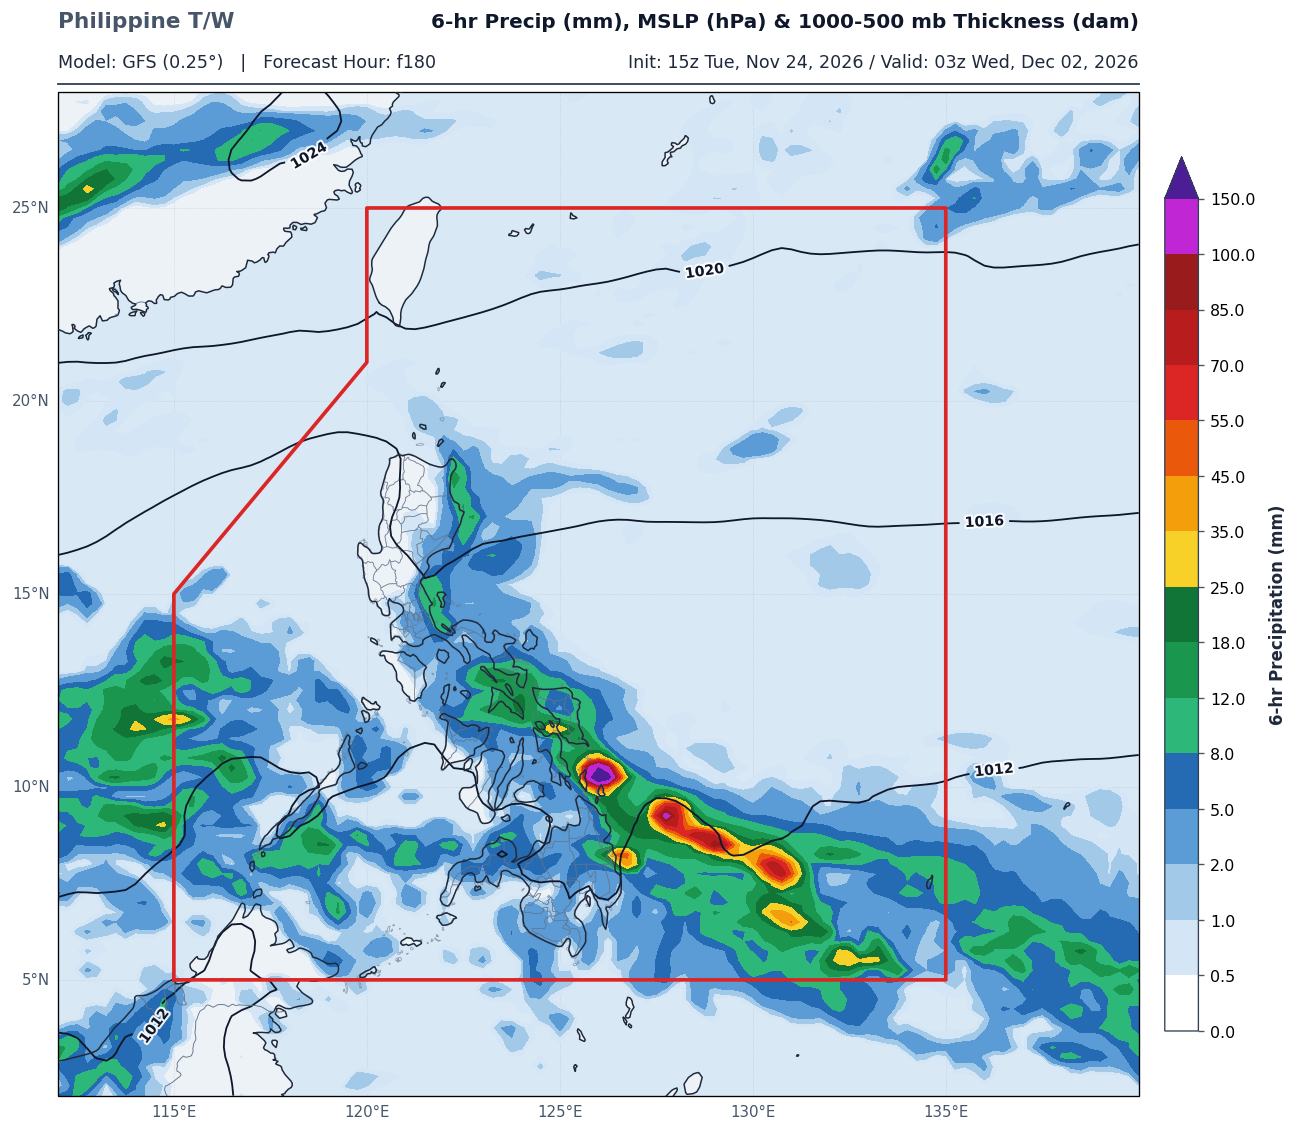 Philippine T/W
6-hr Precip (mm), MSLP (hPa) & 1000-500 mb Thickness (dam)
Model: GFS (0.25°)   |   Forecast Hour: f180
Init: 15z Tue, Nov 24, 2026 / Valid: 03z Wed, Dec 02, 2026
1024
1020
1016
1012
1012
25°N
20°N
15°N
10°N
5°N
115°E
120°E
125°E
130°E
135°E
150.0
100.0
85.0
70.0
55.0
45.0
35.0
25.0
18.0
12.0
8.0
5.0
2.0
1.0
0.5
0.0
6-hr Precipitation (mm)